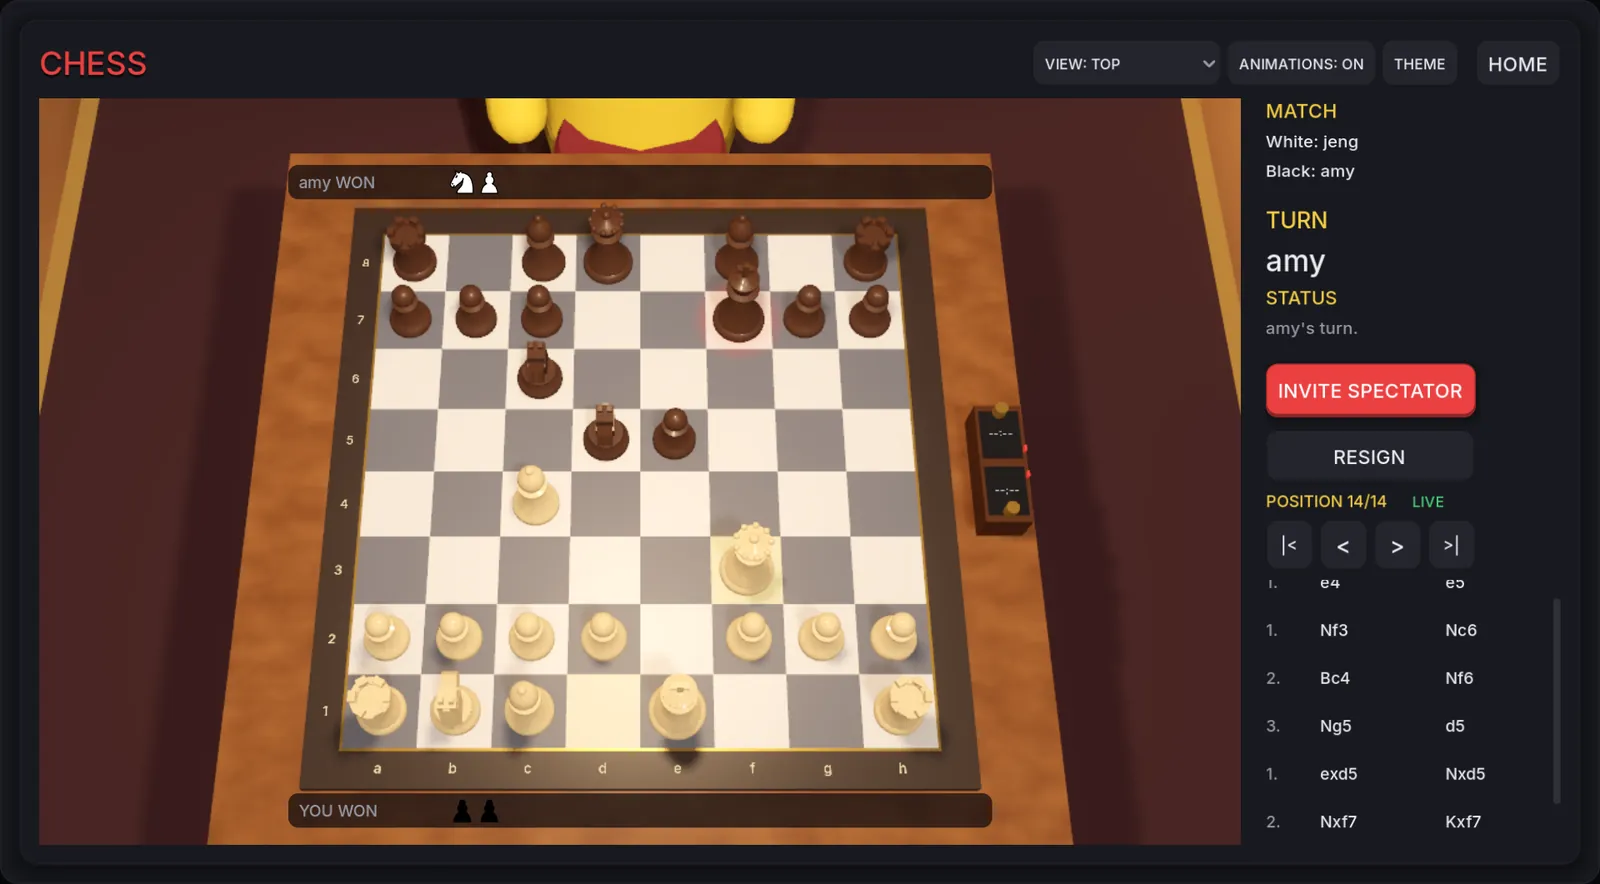 CHESS
VIEW: TOP
ANIMATIONS: ON
THEME
HOME
amy WON
8
7
6
5
4
3
2
1
a b c d e f g h
YOU WON
--:--
--:--
MATCH
White: jeng
Black: amy
TURN
amy
STATUS
amy's turn.
INVITE SPECTATOR
RESIGN
POSITION 14/14 LIVE
|< < > >|
1. e4 e5
1. Nf3 Nc6
2. Bc4 Nf6
3. Ng5 d5
1. exd5 Nxd5
2. Nxf7 Kxf7